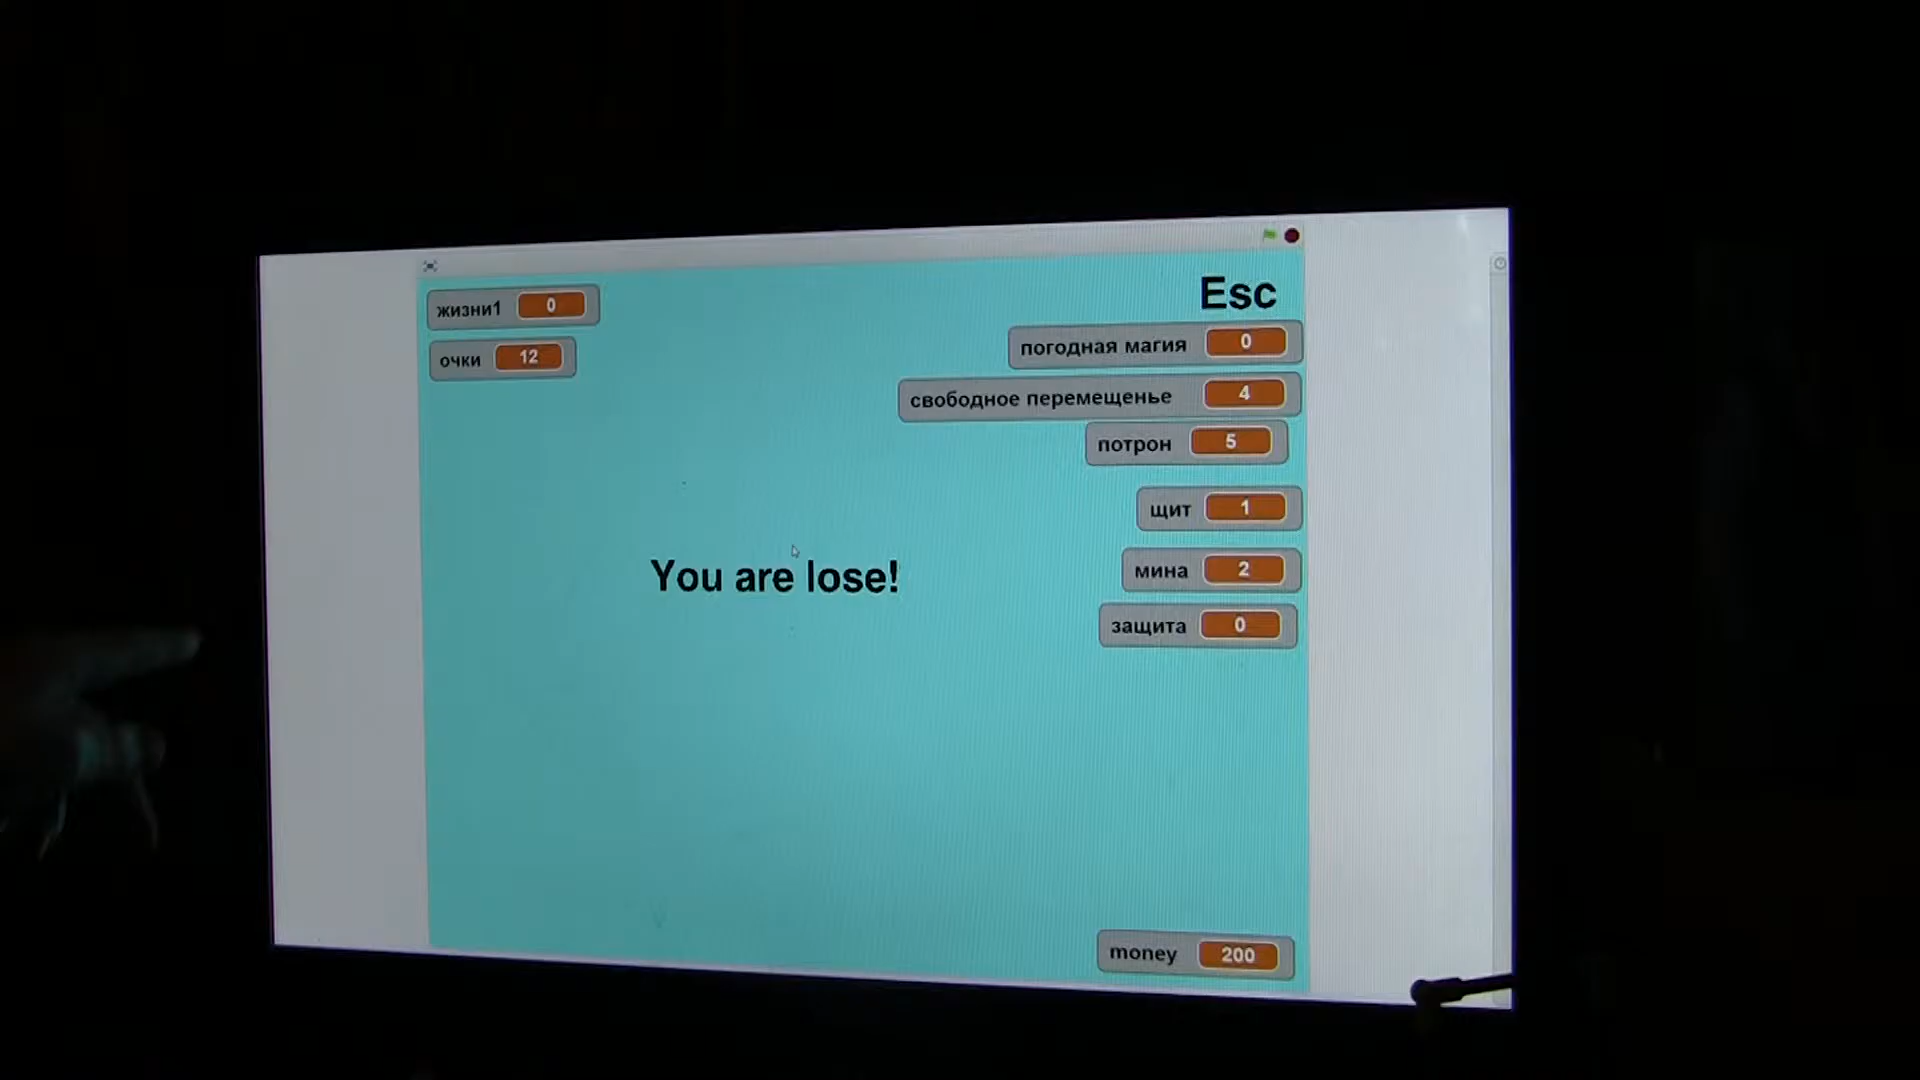 Esc
жизни1 0
погодная магия 0
очки 12
свободное перемещенье 4
потрон 5
щит 1
You are lose!
мина 2
защита 0
money 200